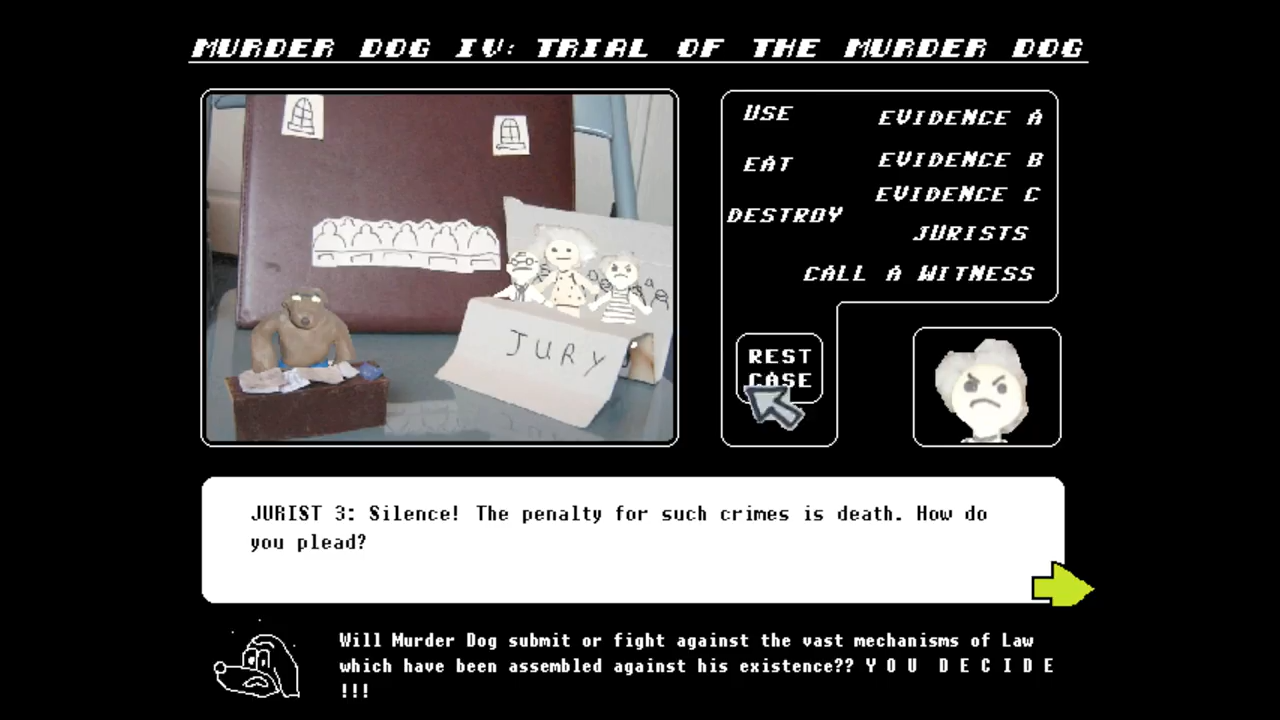 MURDER DOG IV: TRIAL OF THE MURDER DOG
JURY
USE
EAT
DESTROY
EVIDENCE A
EVIDENCE B
EVIDENCE C
JURISTS
CALL A WITNESS
REST
CASE
JURIST 3: Silence! The penalty for such crimes is death. How do
you plead?
Will Murder Dog submit or fight against the vast mechanisms of Law
which have been assembled against his existence?? Y O U D E C I D E
!!!